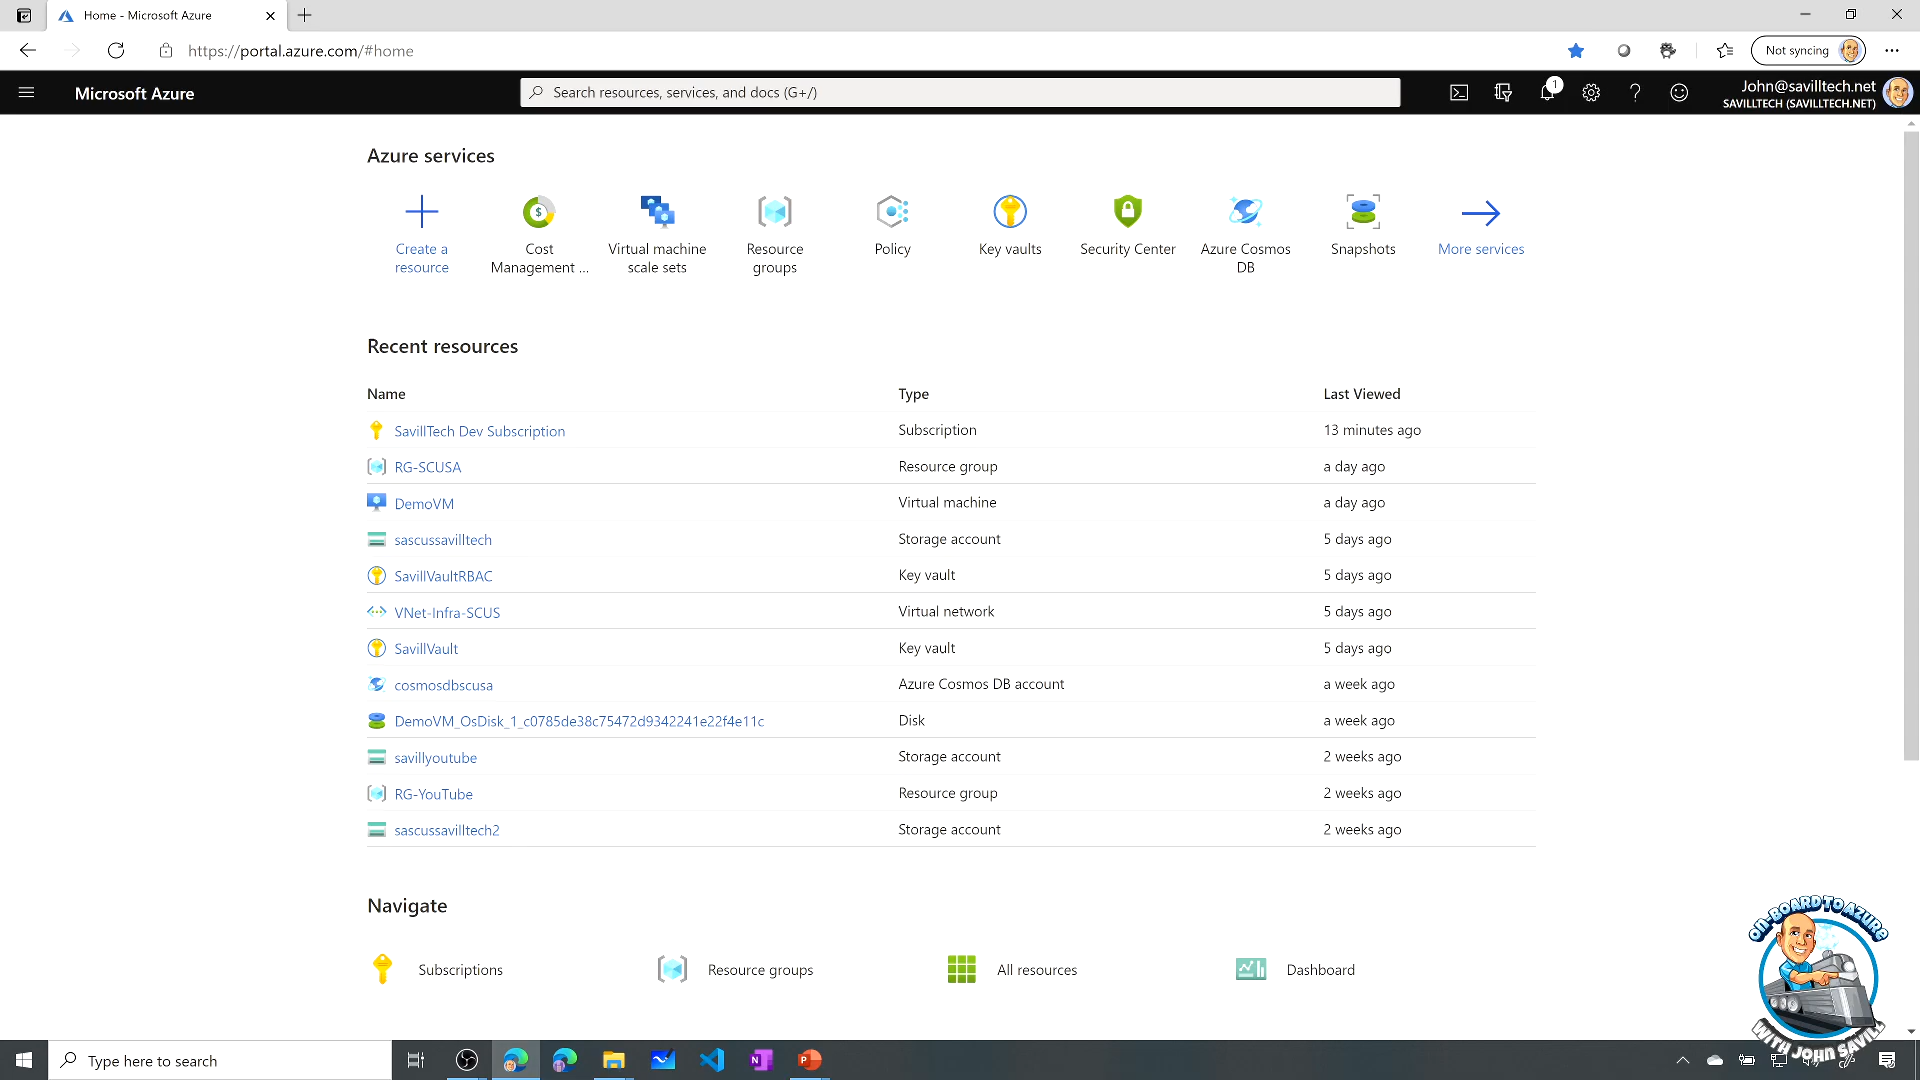 Home - Microsoft Azure
https://portal.azure.com/#home
Not syncing
Microsoft Azure
Search resources, services, and docs (G+/)
1
John@savilltech.net
SAVILLTECH (SAVILLTECH.NET)
Azure services
Create a resource
Cost Management ...
Virtual machine scale sets
Resource groups
Policy
Key vaults
Security Center
Azure Cosmos DB
Snapshots
More services
Recent resources
Name Type Last Viewed
SavillTech Dev Subscription Subscription 13 minutes ago
RG-SCUSA Resource group a day ago
DemoVM Virtual machine a day ago
sascussavilltech Storage account 5 days ago
SavillVaultRBAC Key vault 5 days ago
VNet-Infra-SCUS Virtual network 5 days ago
SavillVault Key vault 5 days ago
cosmosdbscusa Azure Cosmos DB account a week ago
DemoVM_OsDisk_1_c0785de38c75472d9342241e22f4e11c Disk a week ago
savillyoutube Storage account 2 weeks ago
RG-YouTube Resource group 2 weeks ago
sascussavilltech2 Storage account 2 weeks ago
Navigate
Subscriptions Resource groups All resources Dashboard
ON-BOARD TO AZURE
WITH JOHN SAVILL
Type here to search